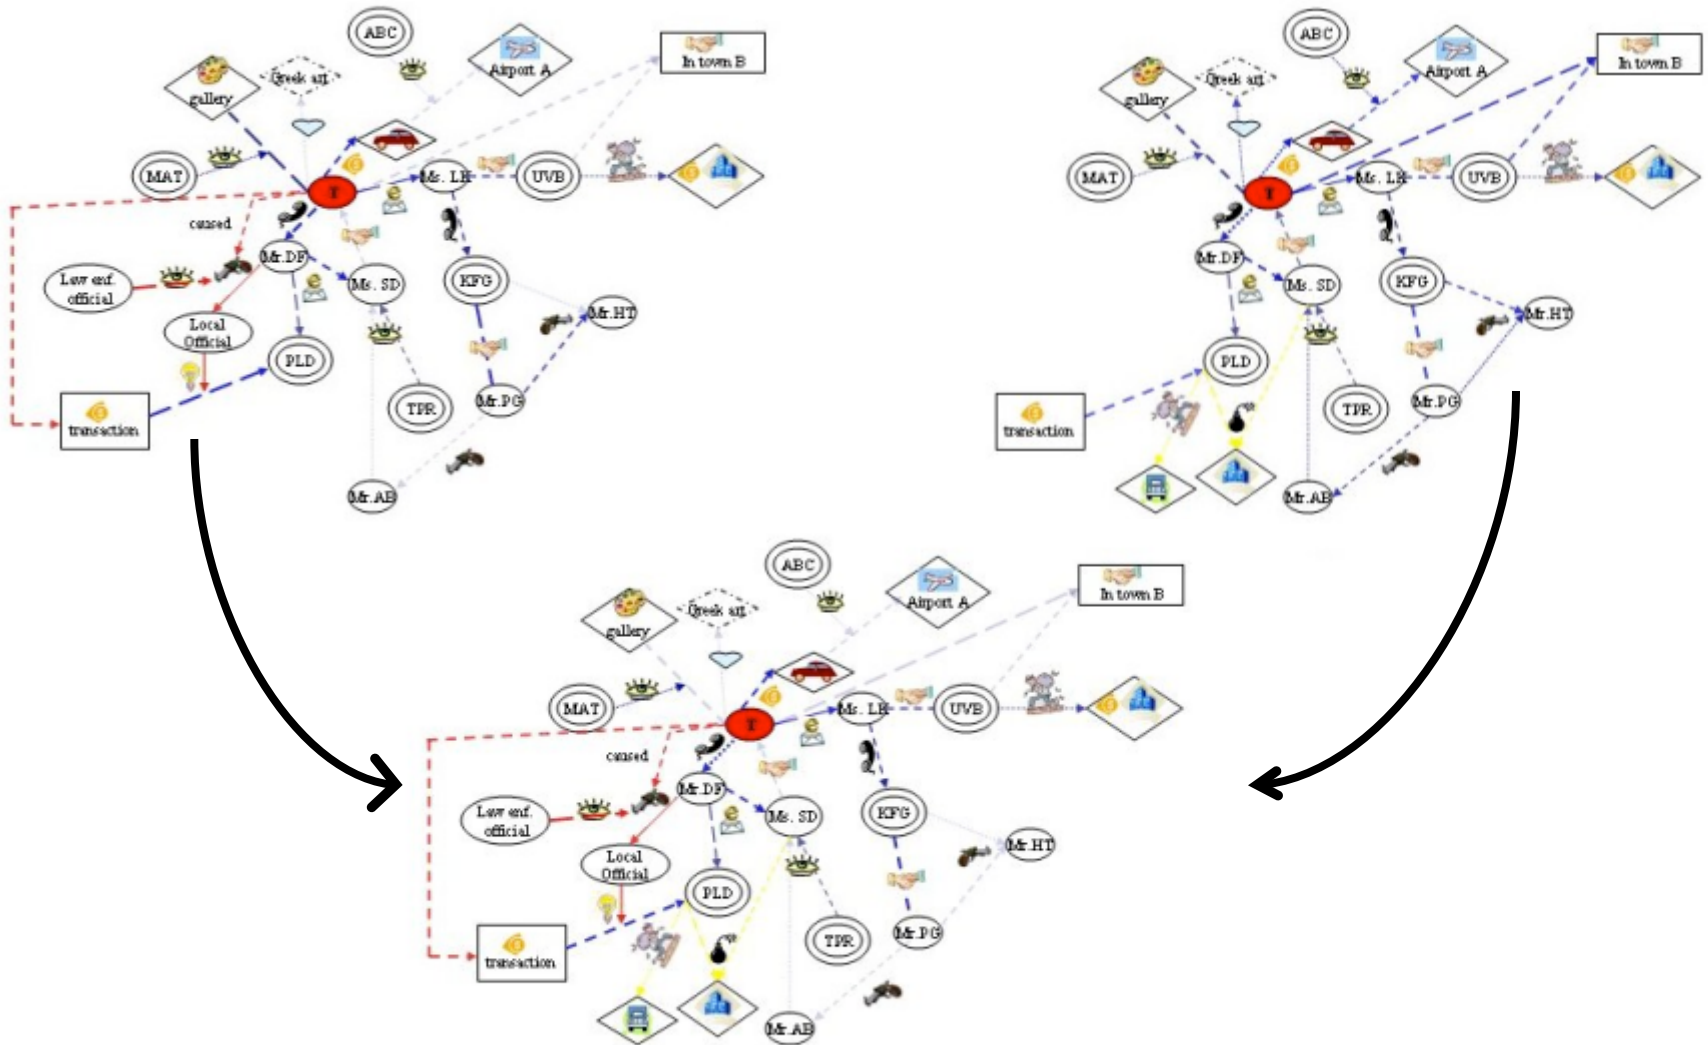 ABC
Airport A
In town B
Greek art
gallery
MAT
T
Ms. LK
UVB
caused
Mr.DF
Law enf.
official
Ms. SD
KFG
Mr.HT
Local
Official
PLD
TPR
Mr.PG
transaction
Mr.AB
ABC
Airport A
In town B
Greek art
gallery
MAT
T
Ms. LK
UVB
Mr.DF
Ms. SD
KFG
Mr.HT
PLD
TPR
Mr.PG
transaction
Mr.AB
ABC
Airport A
In town B
Greek art
gallery
MAT
T
Ms. LK
UVB
caused
Mr.DF
Law enf.
official
Ms. SD
KFG
Mr.HT
Local
Official
PLD
TPR
Mr.PG
transaction
Mr.AB